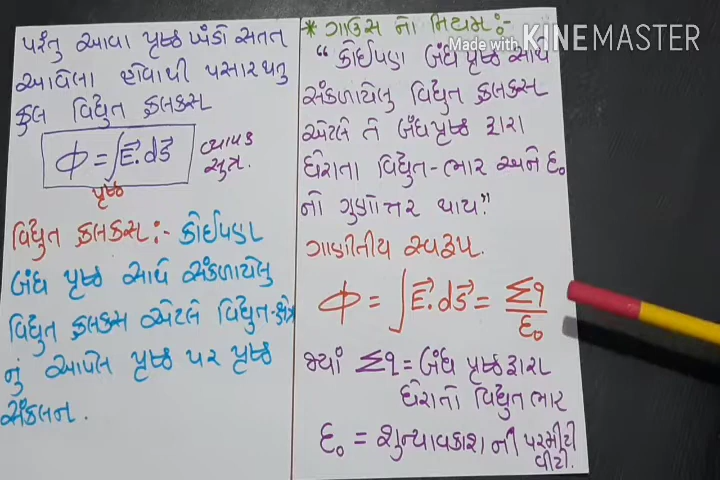 પરંતુ આવા પૃષ્ઠ ખંડો સતત
આવેલા હોવાથી પસાર થતુ
કુલ વિદ્યુત ફ્લક્સ
ϕ = ∫E⃗.dS⃗
પૃષ્ઠ
વ્યાપક
સુત્ર.
વિદ્યુત ફ્લક્સ :- કોઈપણ
બંધ પૃષ્ઠ સાથે સંકળાયેલુ
વિદ્યુત ફ્લક્સ એટલે વિદ્યુત-ક્ષેત્ર
નું આપેલ પૃષ્ઠ પર પૃષ્ઠ
સંકલન.
* ગાઉસ નો નિયમ :-
Made with KINEMASTER
"કોઈપણ બંધ પૃષ્ઠ સાથે
સંકળાયેલુ વિદ્યુત ફ્લક્સ
એટલે તે બંધપૃષ્ઠ દ્વારા
ઘેરાતા વિદ્યુત-ભાર અને ε₀
નો ગુણોત્તર થાય."
ગાણીતીય સ્વરૂપ.
ϕ = ∫E⃗.dS⃗ = Σq/ε₀
જ્યાં Σq = બંધ પૃષ્ઠ દ્વારા
ઘેરાતો વિદ્યુત ભાર
ε₀ = શુન્યાવકાશ ની પરમીટી
વીટી.